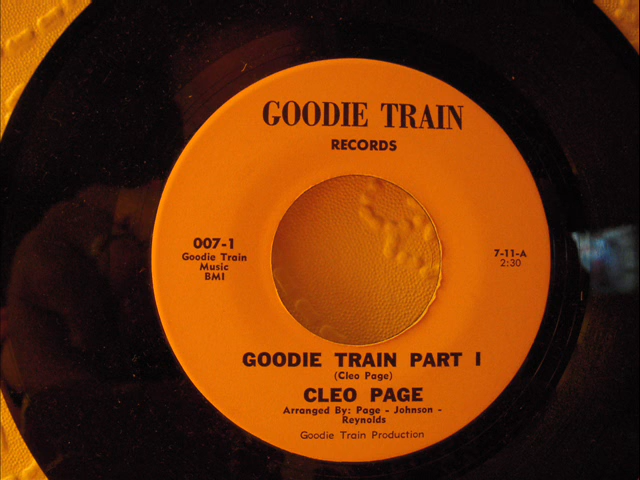 GOODIE TRAIN
RECORDS
007-1
Goodie Train
Music
BMI
7-11-A
2:30
GOODIE TRAIN PART I
(Cleo Page)
CLEO PAGE
Arranged By: Page - Johnson -
Reynolds
Goodie Train Production